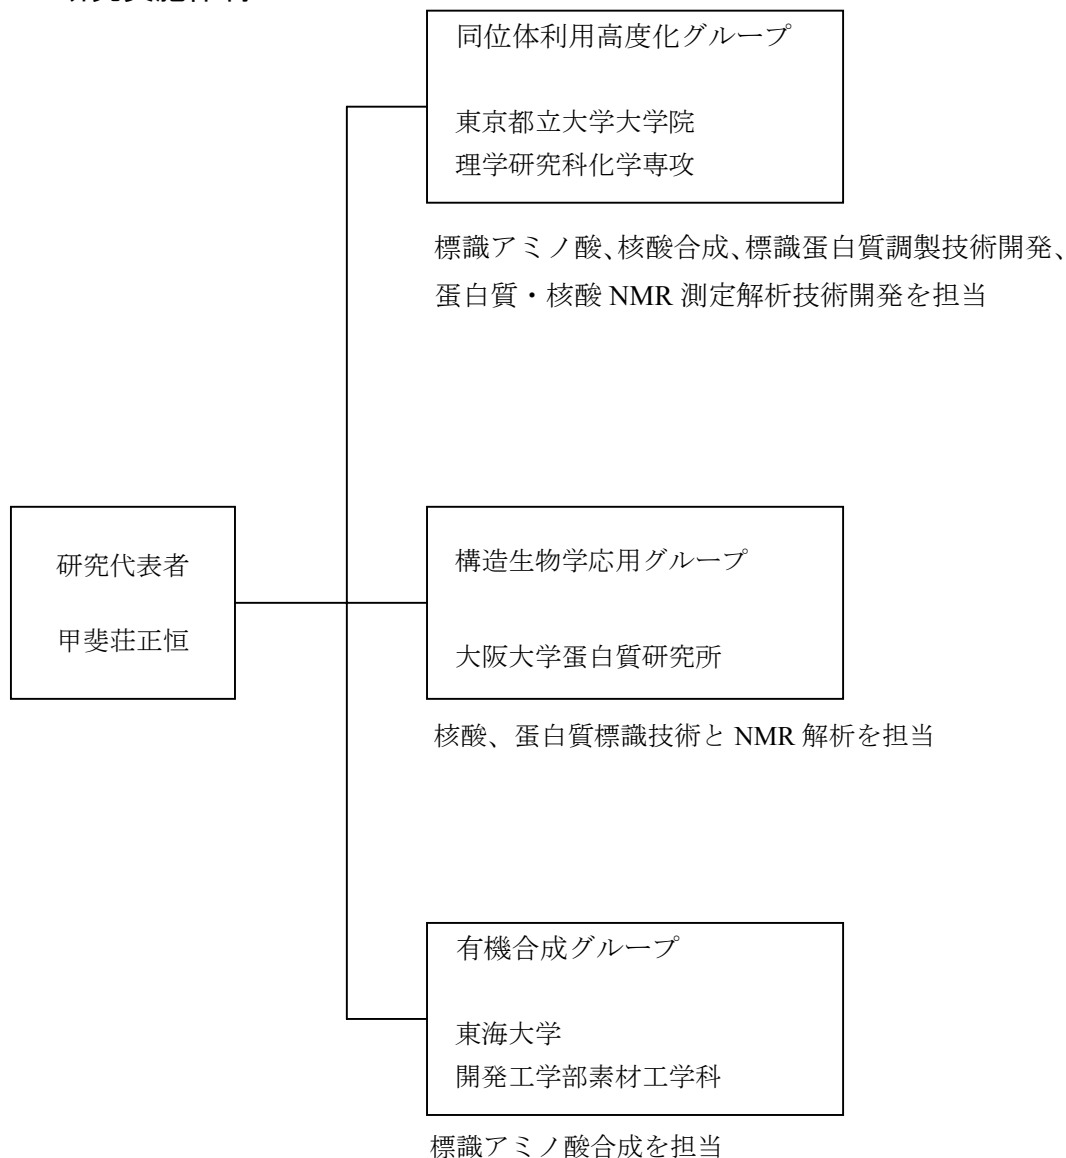 同位体利用高度化グループ
東京都立大学大学院
理学研究科化学専攻
標識アミノ酸、核酸合成、標識蛋白質調製技術開発、
蛋白質・核酸 NMR 測定解析技術開発を担当
研究代表者
甲斐荘正恒
構造生物学応用グループ
大阪大学蛋白質研究所
核酸、蛋白質標識技術と NMR 解析を担当
有機合成グループ
東海大学
開発工学部素材工学科
標識アミノ酸合成を担当